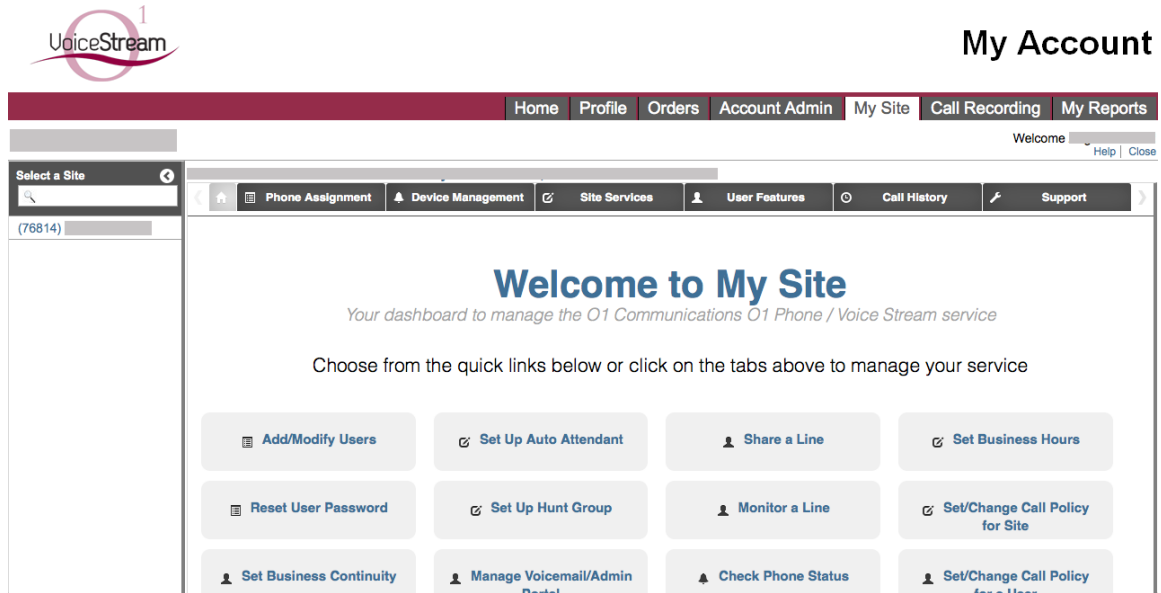 1
VoiceStream
My Account
Home Profile Orders Account Admin My Site Call Recording My Reports
Welcome
Help | Close
Select a Site
Phone Assignment Device Management Site Services User Features Call History Support
(76814)
Welcome to My Site
Your dashboard to manage the O1 Communications O1 Phone / Voice Stream service
Choose from the quick links below or click on the tabs above to manage your service
Add/Modify Users Set Up Auto Attendant Share a Line Set Business Hours
Reset User Password Set Up Hunt Group Monitor a Line Set/Change Call Policy
for Site
Set Business Continuity Manage Voicemail/Admin Check Phone Status Set/Change Call Policy
Portal for a User